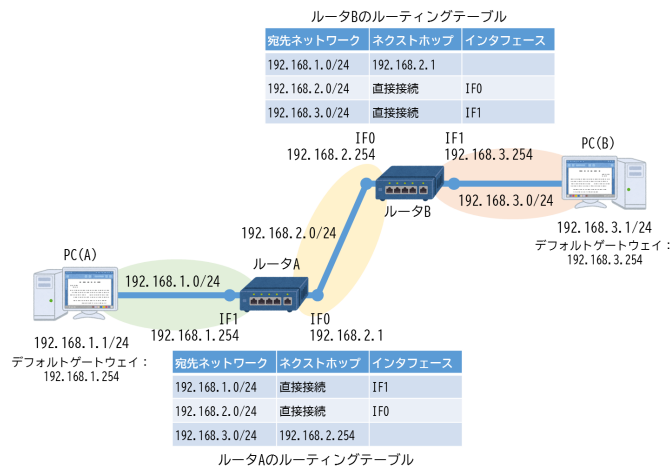 ルータBのルーティングテーブル
宛先ネットワーク ネクストホップ インタフェース
192.168.1.0/24 192.168.2.1
192.168.2.0/24 直接接続 IF0
192.168.3.0/24 直接接続 IF1
IF0
192.168.2.254
IF1
192.168.3.254
PC(B)
ルータB
192.168.3.0/24
192.168.3.1/24
デフォルトゲートウェイ：
192.168.3.254
192.168.2.0/24
PC(A)
ルータA
192.168.1.0/24
IF1
192.168.1.254
IF0
192.168.2.1
192.168.1.1/24
デフォルトゲートウェイ：
192.168.1.254
宛先ネットワーク ネクストホップ インタフェース
192.168.1.0/24 直接接続 IF1
192.168.2.0/24 直接接続 IF0
192.168.3.0/24 192.168.2.254
ルータAのルーティングテーブル